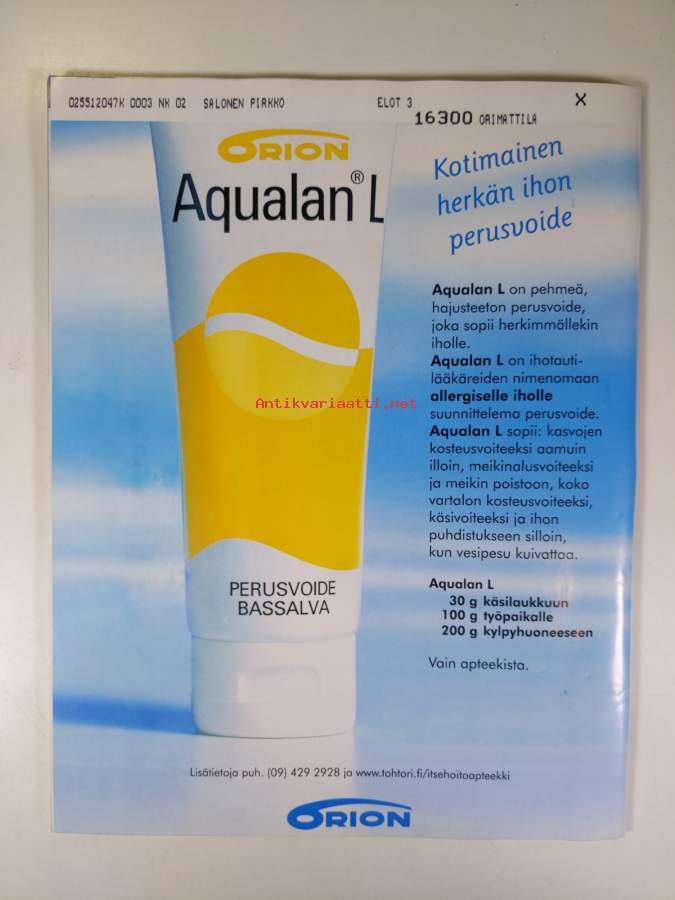 025512047K 0003 NK 02 SALONEN PIRKKO ELOT 3
16300 ORIMATTILA
X
ORION
Aqualan® L
Kotimainen
herkän ihon
perusvoide
Aqualan L on pehmeä,
hajusteeton perusvoide,
joka sopii herkimmällekin
iholle.
Aqualan L on ihotauti-
lääkäreiden nimenomaan
allergiselle iholle
suunnittelema perusvoide.
Aqualan L sopii: kasvojen
kosteusvoiteeksi aamuin
illoin, meikinalusvoiteeksi
ja meikin poistoon, koko
vartalon kosteusvoiteeksi,
käsivoiteeksi ja ihon
puhdistukseen silloin,
kun vesipesu kuivattaa.
Aqualan L
30 g käsilaukkuun
100 g työpaikalle
200 g kylpyhuoneeseen
Vain apteekista.
Antikvariaatti.net
PERUSVOIDE
BASSALVA
Lisätietoja puh. (09) 429 2928 ja www.tohtori.fi/itsehoitoapteekki
ORION